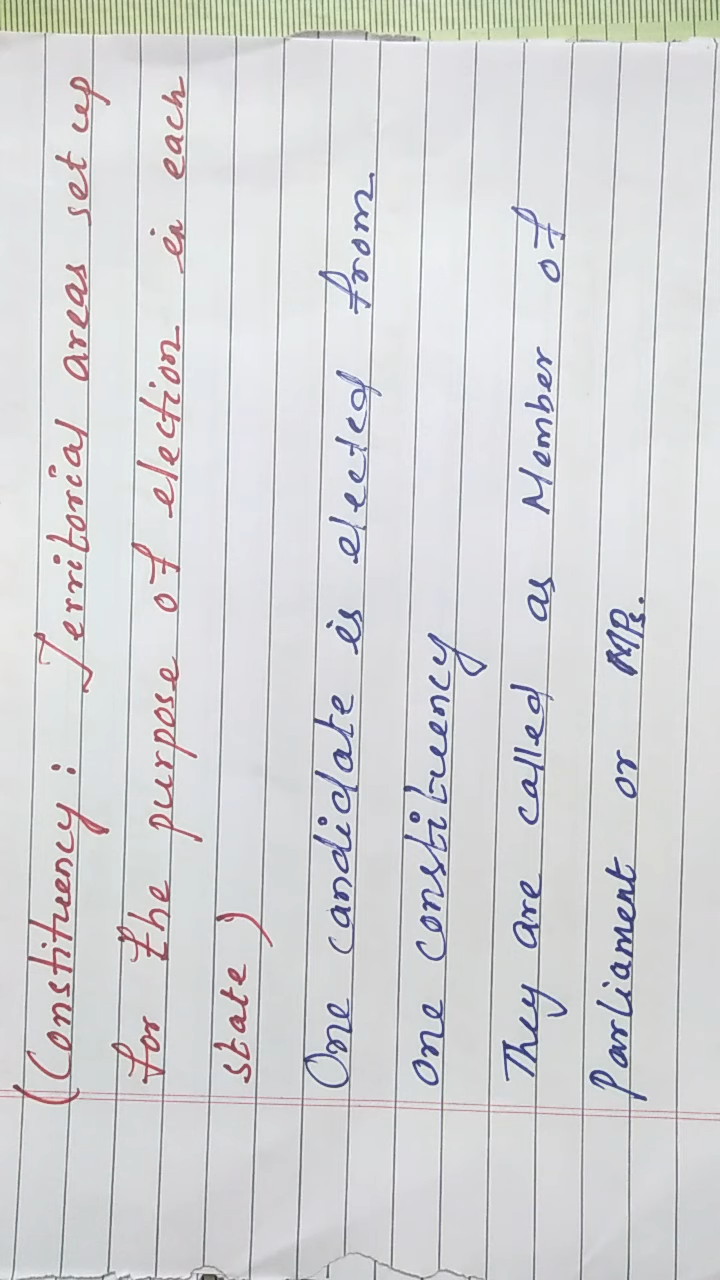 (Constituency: Territorial areas set up
for the purpose of election in each
state)
One candidate is elected from
one constituency
They are called as Member of
Parliament or MPs.